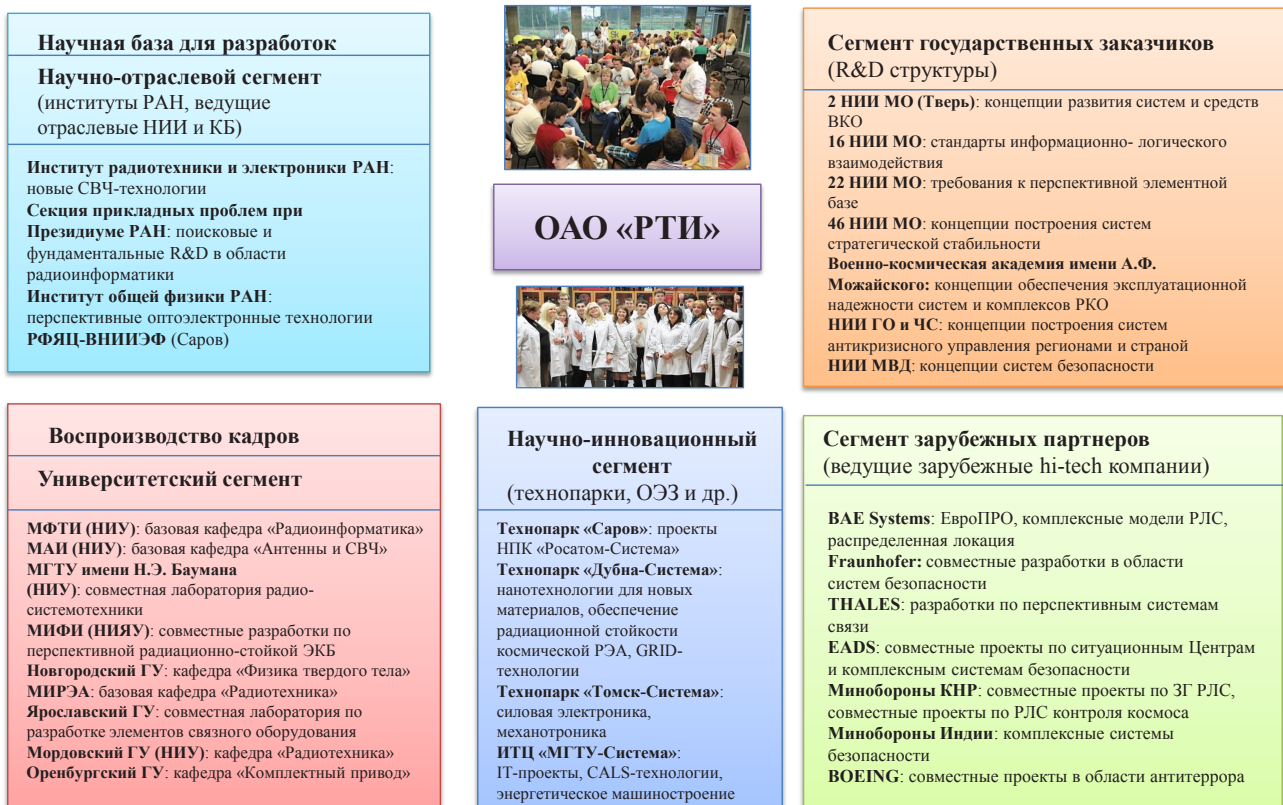 Научная база для разработок
Научно-отраслевой сегмент
(институты РАН, ведущие
отраслевые НИИ и КБ)
Институт радиотехники и электроники РАН:
новые СВЧ-технологии
Секция прикладных проблем при
Президиуме РАН: поисковые и
фундаментальные R&D в области
радиоинформатики
Институт общей физики РАН:
перспективные оптоэлектронные технологии
РФЯЦ-ВНИИЭФ (Саров)
ОАО «РТИ»
Сегмент государственных заказчиков
(R&D структуры)
2 НИИ МО (Тверь): концепции развития систем и средств
ВКО
16 НИИ МО: стандарты информационно- логического
взаимодействия
22 НИИ МО: требования к перспективной элементной
базе
46 НИИ МО: концепции построения систем
стратегической стабильности
Военно-космическая академия имени А.Ф.
Можайского: концепции обеспечения эксплуатационной
надежности систем и комплексов РКО
НИИ ГО и ЧС: концепции построения систем
антикризисного управления регионами и страной
НИИ МВД: концепции систем безопасности
Воспроизводство кадров
Университетский сегмент
МФТИ (НИУ): базовая кафедра «Радиоинформатика»
МАИ (НИУ): базовая кафедра «Антенны и СВЧ»
МГТУ имени Н.Э. Баумана
(НИУ): совместная лаборатория радио-
системотехники
МИФИ (НИЯУ): совместные разработки по
перспективной радиационно-стойкой ЭКБ
Новгородский ГУ: кафедра «Физика твердого тела»
МИРЭА: базовая кафедра «Радиотехника»
Ярославский ГУ: совместная лаборатория по
разработке элементов связного оборудования
Мордовский ГУ (НИУ): кафедра «Радиотехника»
Оренбургский ГУ: кафедра «Комплектный привод»
Научно-инновационный
сегмент
(технопарки, ОЭЗ и др.)
Технопарк «Саров»: проекты
НПК «Росатом-Система»
Технопарк «Дубна-Система»:
нанотехнологии для новых
материалов, обеспечение
радиационной стойкости
космической РЭА, GRID-
технологии
Технопарк «Томск-Система»:
силовая электроника,
механотроника
ИТЦ «МГТУ-Система»:
IT-проекты, CALS-технологии,
энергетическое машиностроение
Сегмент зарубежных партнеров
(ведущие зарубежные hi-tech компании)
BAE Systems: ЕвроПРО, комплексные модели РЛС,
распределенная локация
Fraunhofer: совместные разработки в области
систем безопасности
THALES: разработки по перспективным системам
связи
EADS: совместные проекты по ситуационным Центрам
и комплексным системам безопасности
Минобороны КНР: совместные проекты по ЗГ РЛС,
совместные проекты по РЛС контроля космоса
Минобороны Индии: комплексные системы
безопасности
BOEING: совместные проекты в области антитеррора